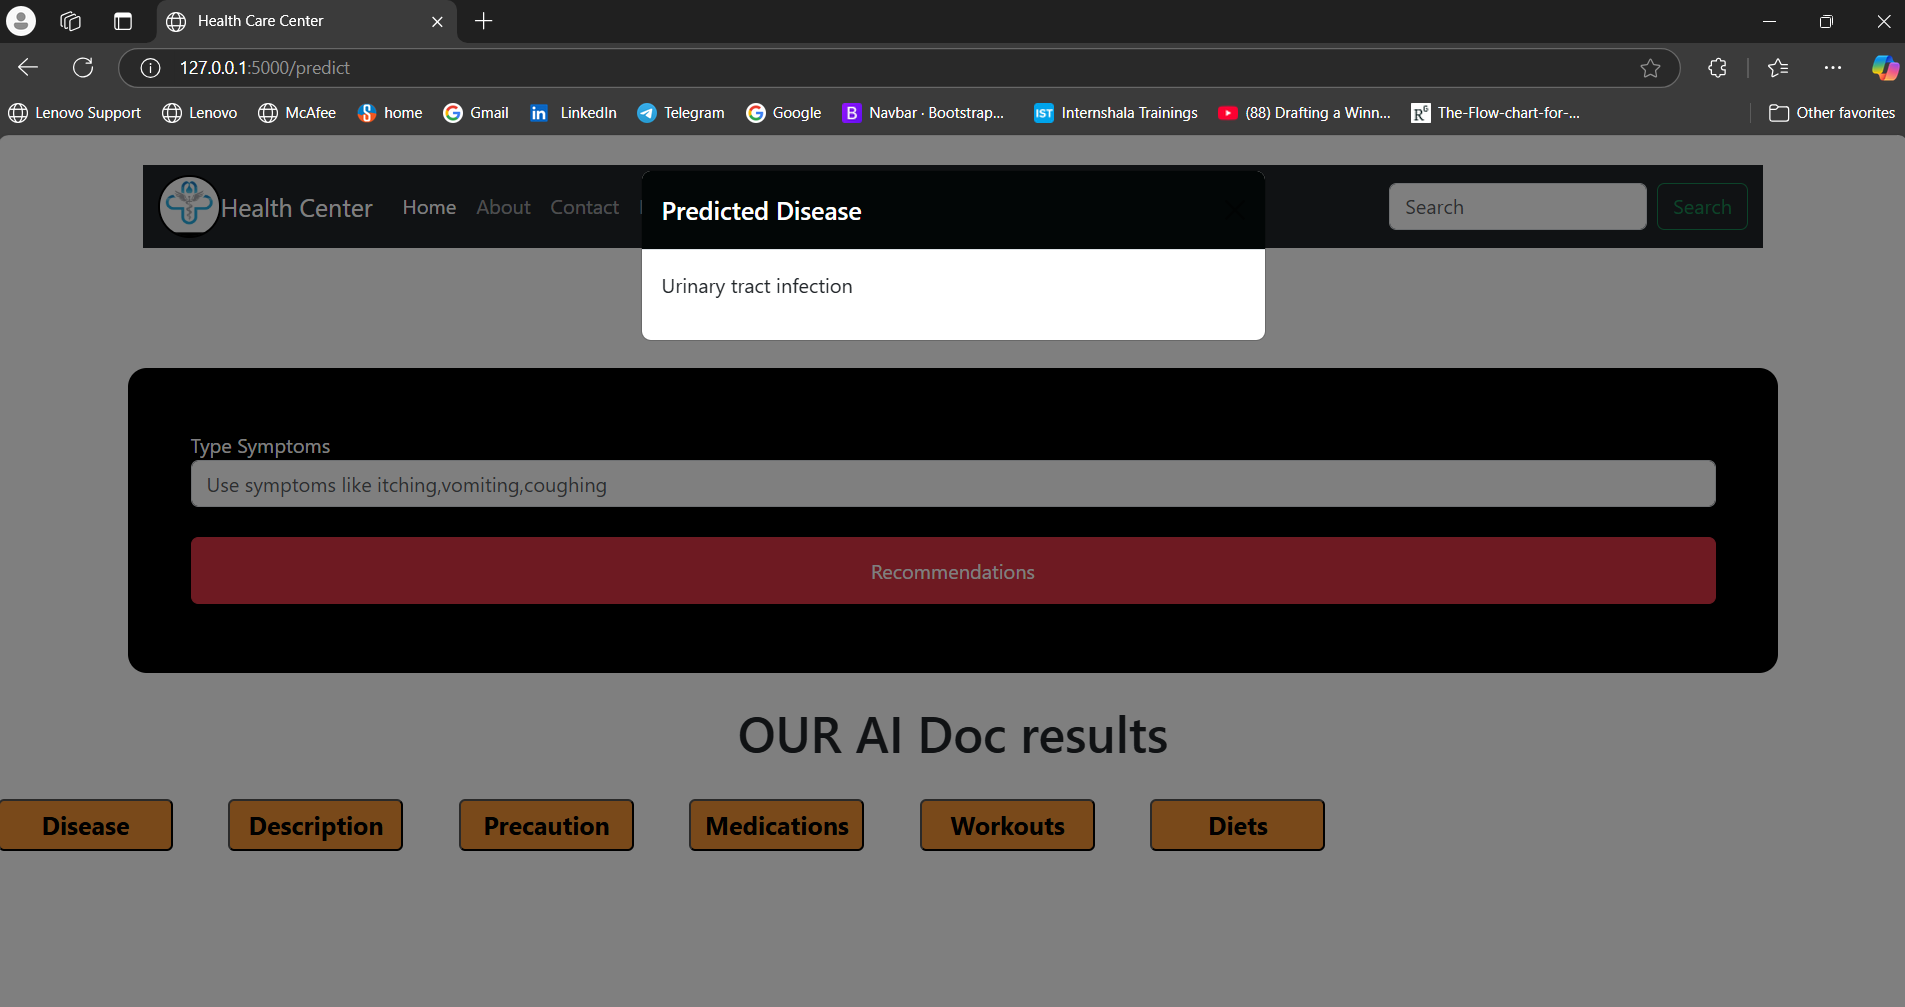 Health Care Center
127.0.0.1:5000/predict
Lenovo Support Lenovo McAfee home Gmail LinkedIn Telegram Google Navbar · Bootstrap... Internshala Trainings (88) Drafting a Winn... The-Flow-chart-for-... Other favorites
Health Center Home About Contact Predicted Disease Search Search
Urinary tract infection
Type Symptoms
Use symptoms like itching,vomiting,coughing
Recommendations
OUR AI Doc results
Disease Description Precaution Medications Workouts Diets